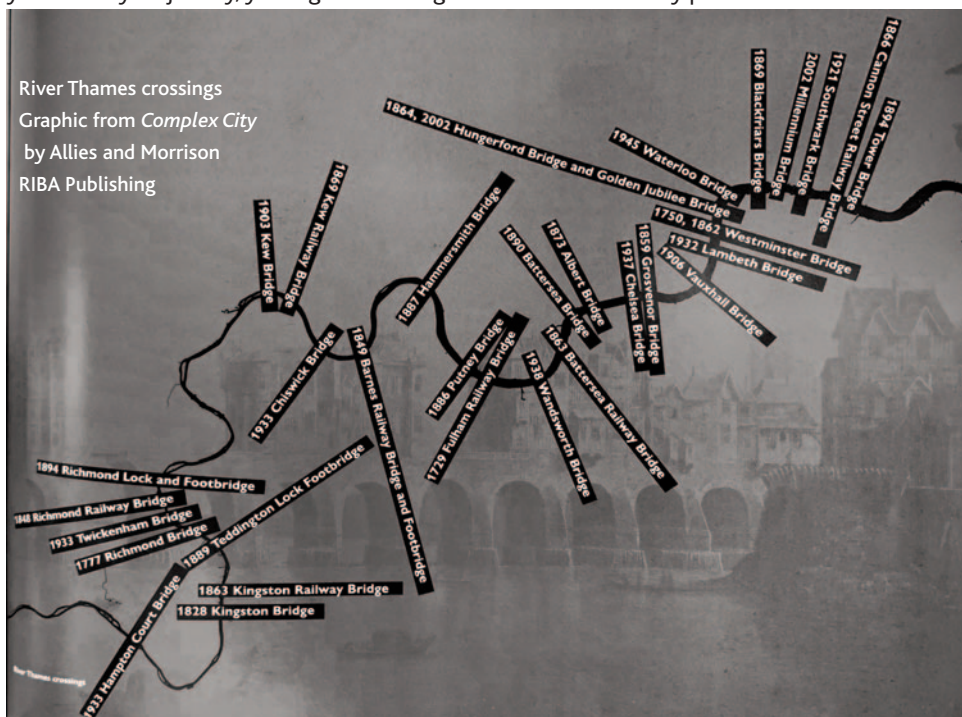 River Thames crossings
Graphic from Complex City
by Allies and Morrison
RIBA Publishing
1864, 2002 Hungerford Bridge and Golden Jubilee Bridge
1945 Waterloo Bridge
1869 Blackfriars Bridge
2002 Millennium Bridge
1921 Southwark Bridge
1866 Cannon Street Railway Bridge
1894 Tower Bridge
1750, 1862 Westminster Bridge
1932 Lambeth Bridge
1906 Vauxhall Bridge
1859 Grosvenor Bridge
1937 Chelsea Bridge
1873 Albert Bridge
1890 Battersea Bridge
1863 Battersea Railway Bridge
1938 Wandsworth Bridge
1729 Fulham Railway Bridge
1886 Putney Bridge
1887 Hammersmith Bridge
1849 Barnes Railway Bridge and Footbridge
1933 Chiswick Bridge
1869 Kew Railway Bridge
1903 Kew Bridge
1894 Richmond Lock and Footbridge
1848 Richmond Railway Bridge
1933 Twickenham Bridge
1777 Richmond Bridge
1889 Teddington Lock Footbridge
1863 Kingston Railway Bridge
1828 Kingston Bridge
1933 Hampton Court Bridge
River Thames crossings